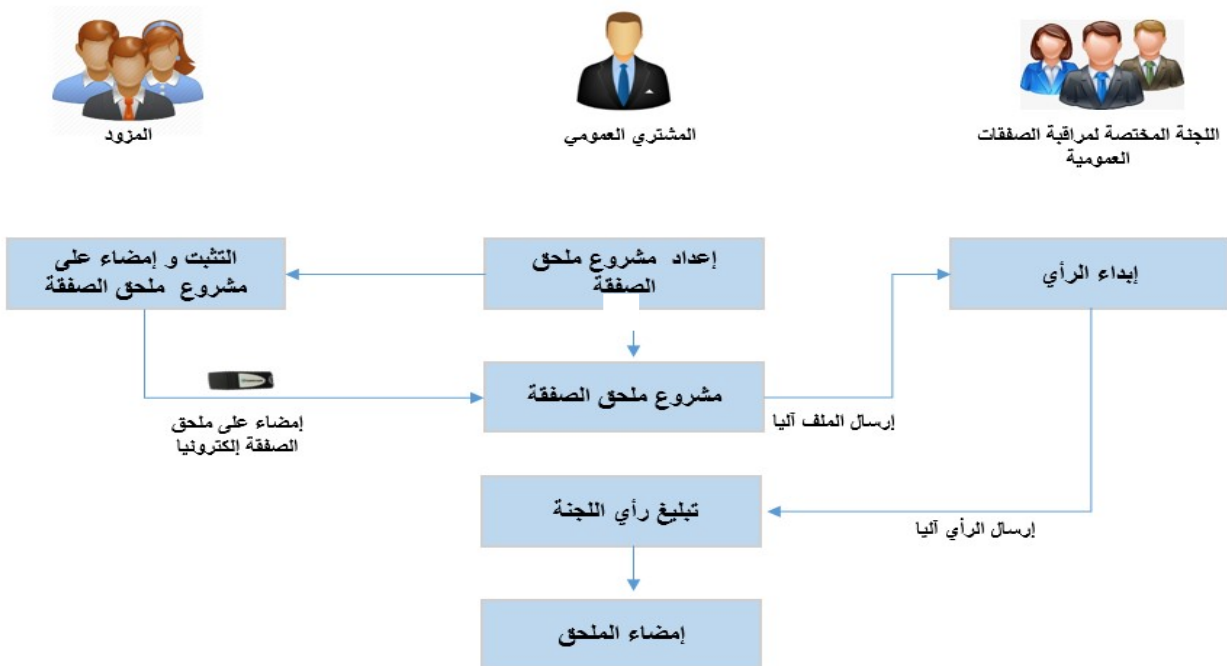 اللجنة المختصة لمراقبة الصفقات
العمومية
المشتري العمومي
المزود
إعداد مشروع ملحق
الصفقة
التثبت و إمضاء على
مشروع ملحق الصفقة
إبداء الرأي
مشروع ملحق الصفقة
إمضاء على ملحق
الصفقة إلكترونيا
إرسال الملف آليا
تبليغ رأي اللجنة
إرسال الرأي آليا
إمضاء الملحق